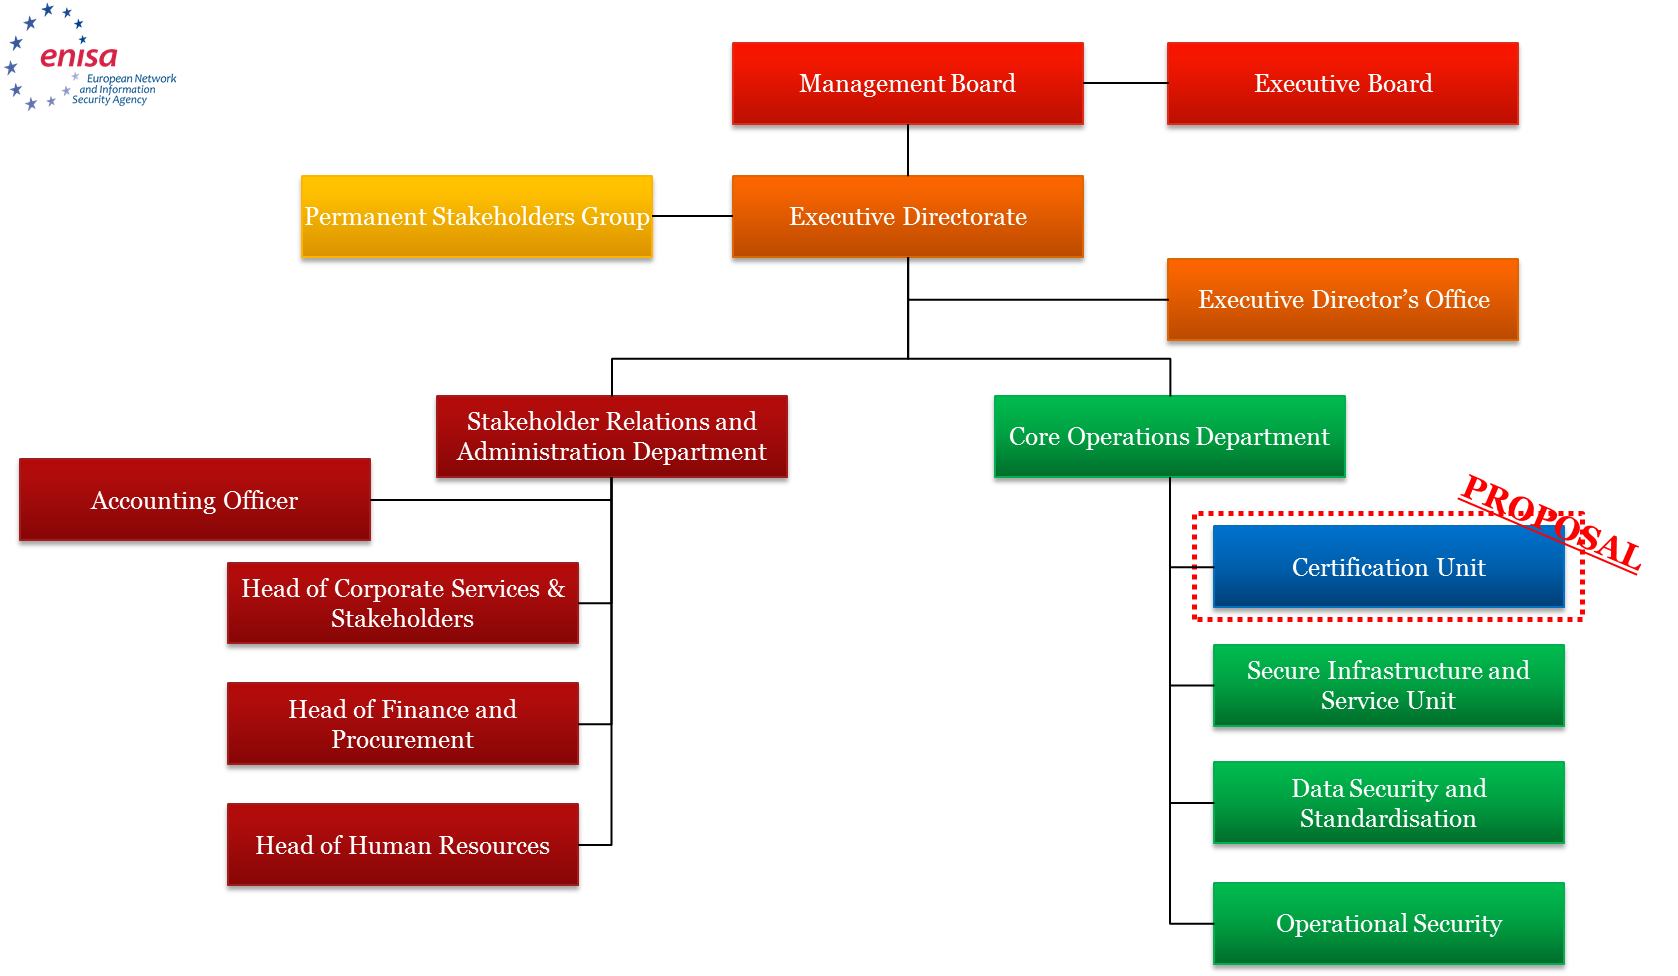 enisa
European Network
and Information
Security Agency
Management Board
Executive Board
Permanent Stakeholders Group
Executive Directorate
Executive Director’s Office
Stakeholder Relations and
Administration Department
Core Operations Department
Accounting Officer
PROPOSAL
Certification Unit
Head of Corporate Services &
Stakeholders
Secure Infrastructure and
Service Unit
Head of Finance and
Procurement
Data Security and
Standardisation
Head of Human Resources
Operational Security